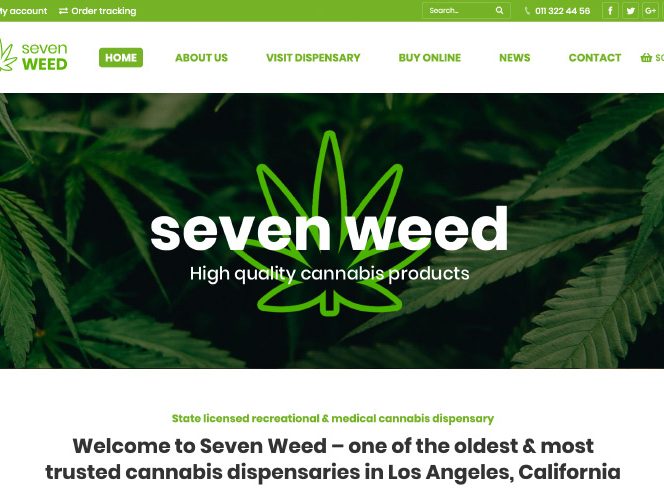 My account Order tracking Search... 011 322 44 56
seven
WEED
HOME ABOUT US VISIT DISPENSARY BUY ONLINE NEWS CONTACT
seven weed
High quality cannabis products
State licensed recreational & medical cannabis dispensary
Welcome to Seven Weed – one of the oldest & most
trusted cannabis dispensaries in Los Angeles, California